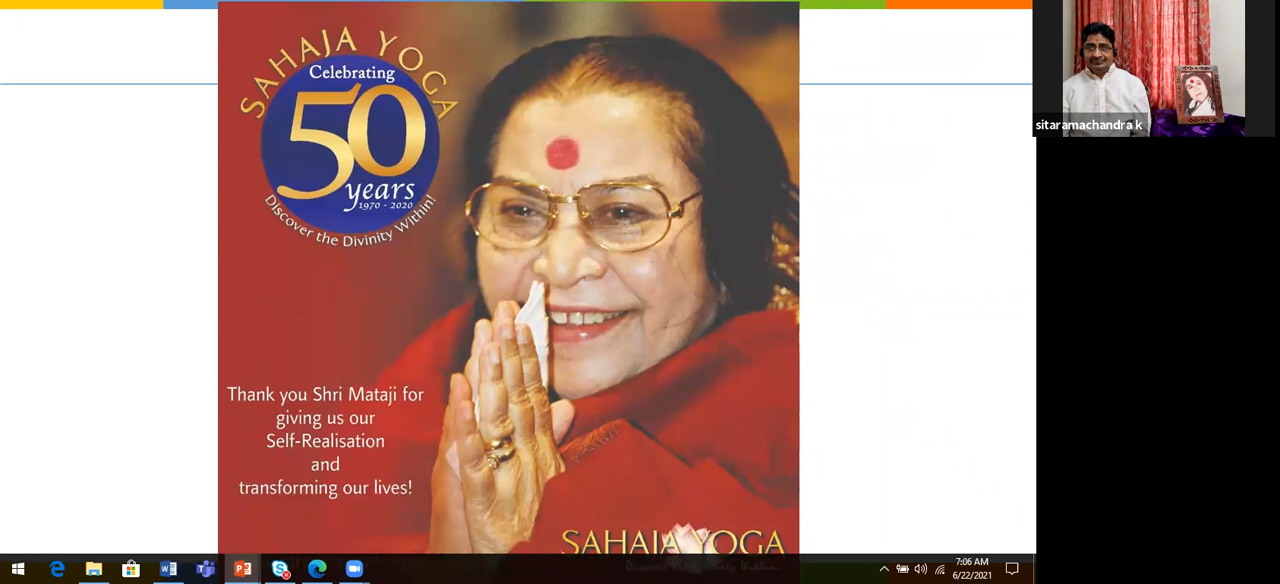 SAHAJA YOGA
Celebrating
50
years
1970 - 2020
Discover the Divinity Within!
Thank you Shri Mataji for
giving us our
Self-Realisation
and
transforming our lives!
SAHAJA YOGA
sitaramachandra k
7:06 AM
6/22/2021